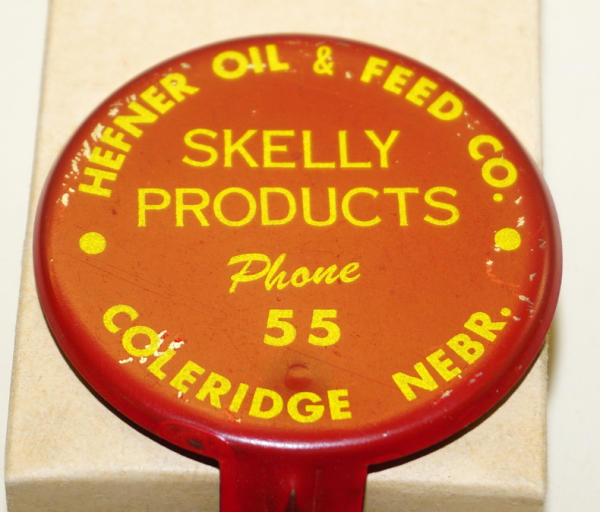 HEFNER OIL & FEED CO.
SKELLY
PRODUCTS
Phone
55
COLERIDGE NEBR.